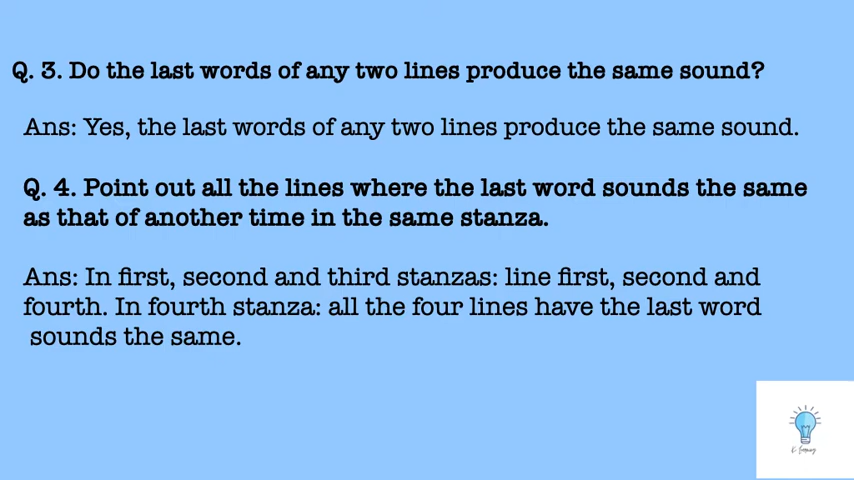 Q. 3. Do the last words of any two lines produce the same sound?
Ans: Yes, the last words of any two lines produce the same sound.
Q. 4. Point out all the lines where the last word sounds the same
as that of another time in the same stanza.
Ans: In first, second and third stanzas: line first, second and
fourth. In fourth stanza: all the four lines have the last word
sounds the same.